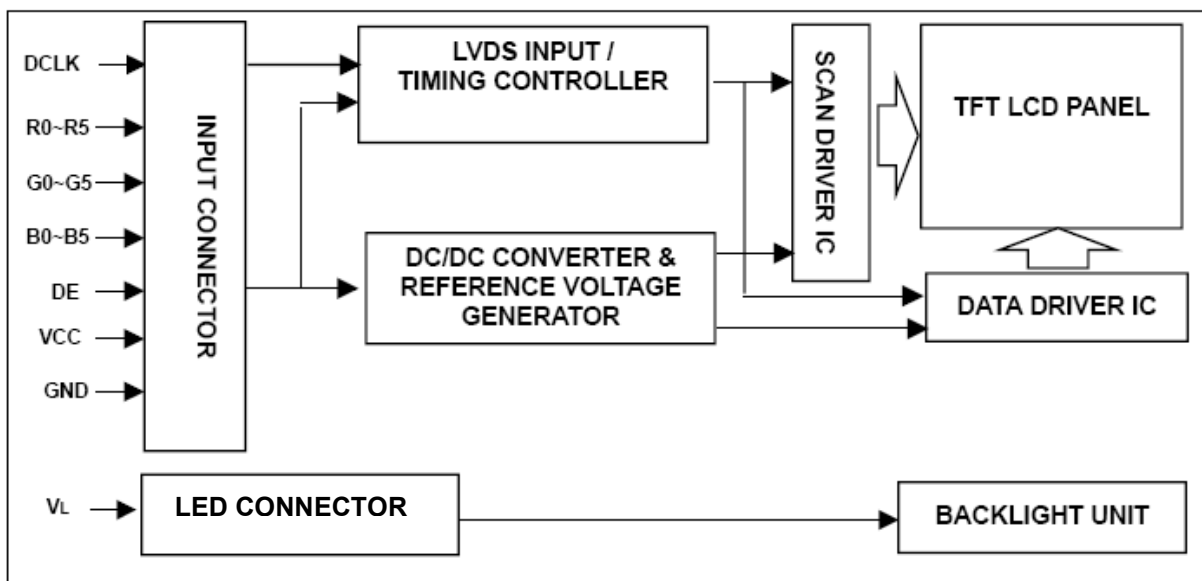 DCLK
R0~R5
G0~G5
B0~B5
DE
VCC
GND
INPUT CONNECTOR
LVDS INPUT /
TIMING CONTROLLER
DC/DC CONVERTER &
REFERENCE VOLTAGE
GENERATOR
SCAN DRIVER IC
TFT LCD PANEL
DATA DRIVER IC
VL
LED CONNECTOR
BACKLIGHT UNIT